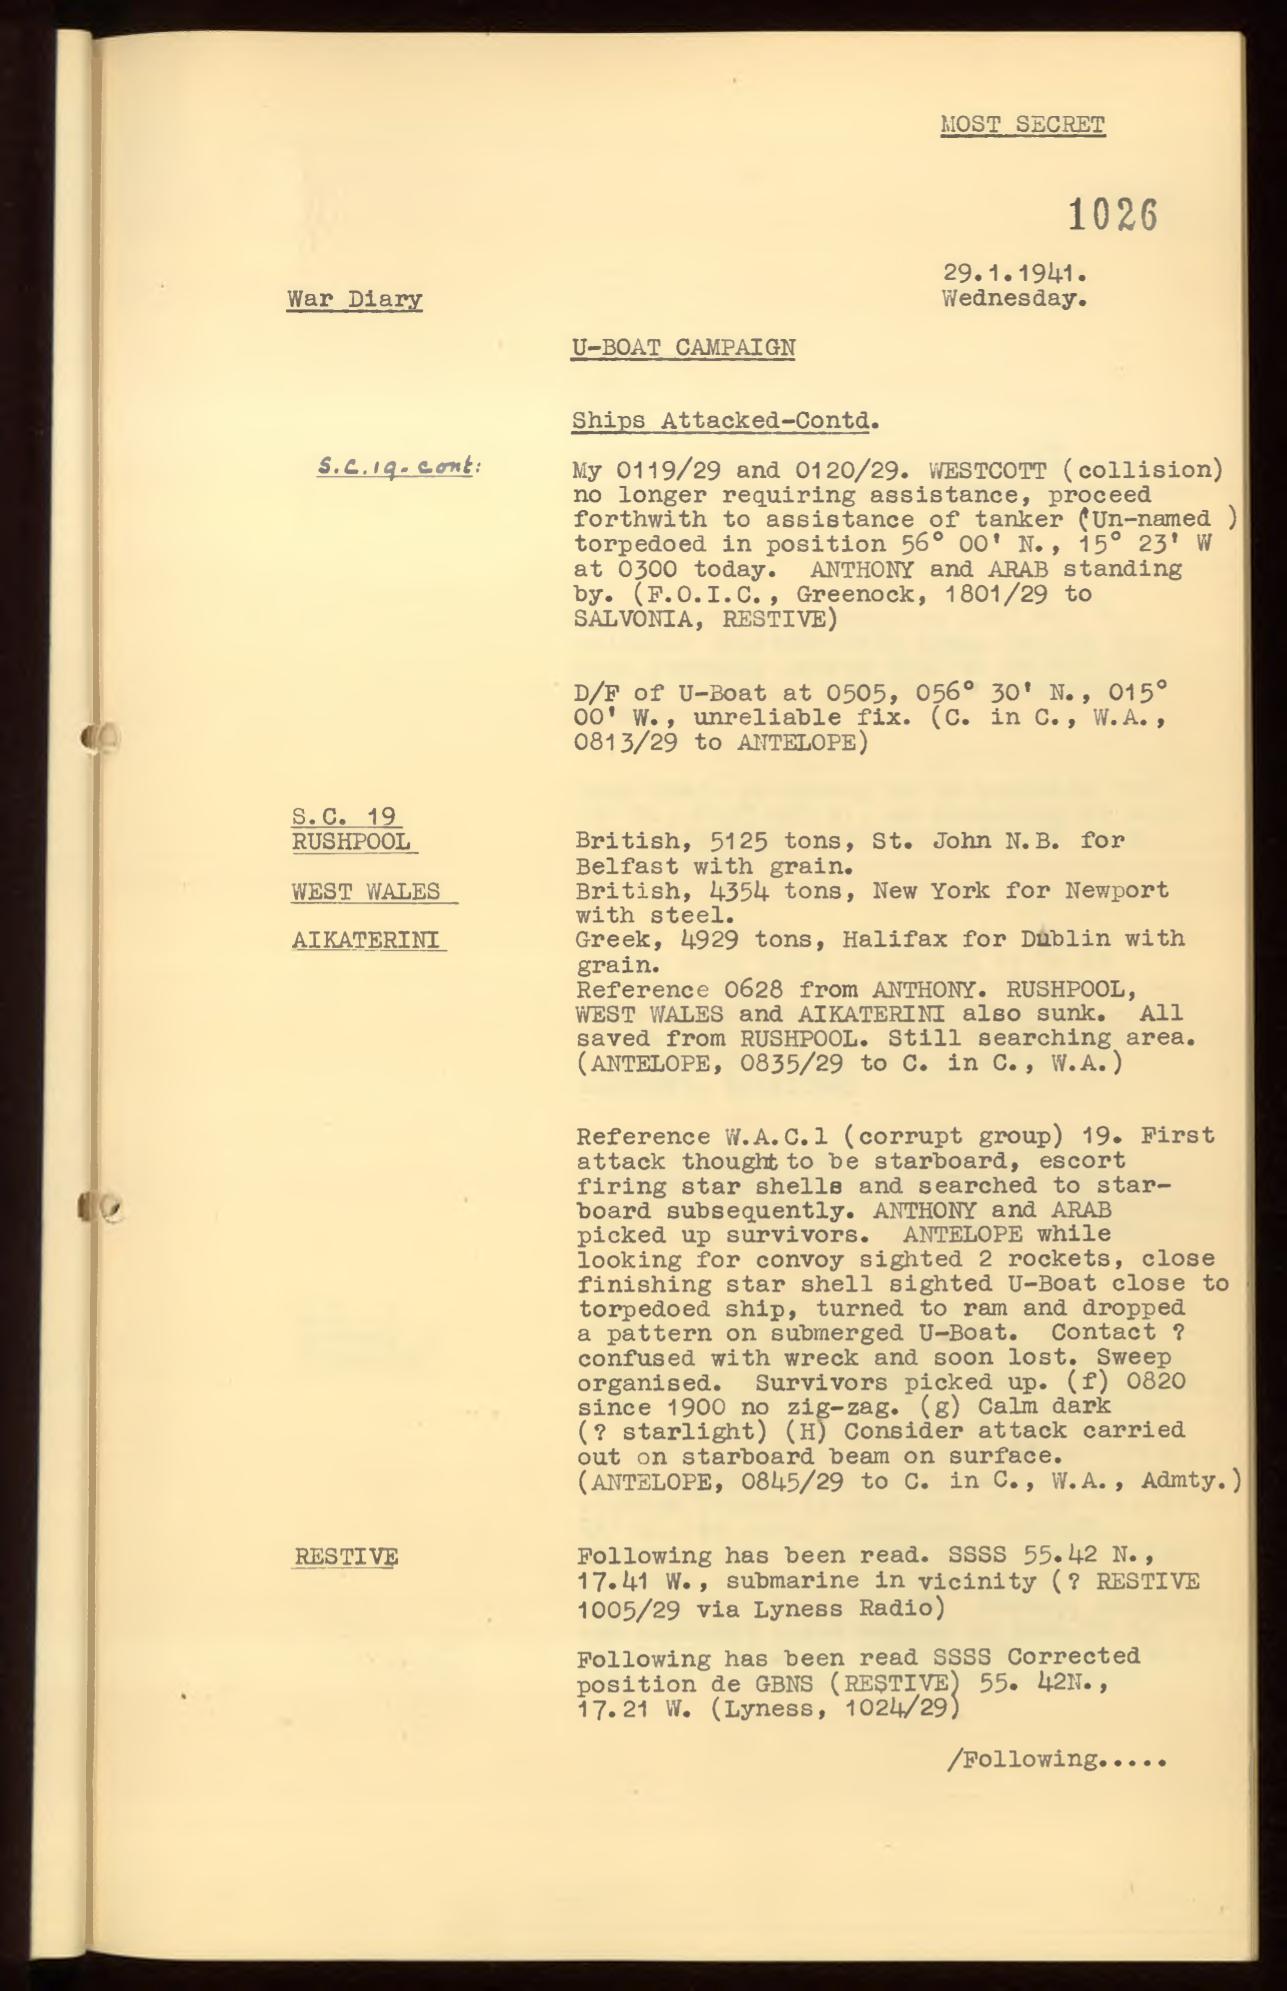 MOST SECRET
1026
29.1.1941.
War Diary
Wednesday.
U-BOAT CAMPAIGN
Ships Attacked-Contd.
S.C.19. cont:
My 0119/29 and 0120/29. WESTCOTT (collision)
no longer requiring assistance, proceed
forthwith to assistance of tanker (Un-named )
torpedoed in position 56° 00' N., 15° 23' W
at 0300 today. ANTHONY and ARAB standing
by. (F.O.I.C., Greenock, 1801/29 to
SALVONIA, RESTIVE)
D/F of U-Boat at 0505, 056° 30' N., 015°
00' W., unreliable fix. (C. in C., W.A.,
0813/29 to ANTELOPE)
S.C. 19
RUSHPOOL British, 5125 tons, St. John N.B. for
Belfast with grain.
WEST WALES British, 4354 tons, New York for Newport
with steel.
AIKATERINI Greek, 4929 tons, Halifax for Dublin with
grain.
Reference 0628 from ANTHONY. RUSHPOOL,
WEST WALES and AIKATERINI also sunk. All
saved from RUSHPOOL. Still searching area.
(ANTELOPE, 0835/29 to C. in C., W.A.)
Reference W.A.C.1 (corrupt group) 19. First
attack thought to be starboard, escort
firing star shells and searched to star-
board subsequently. ANTHONY and ARAB
picked up survivors. ANTELOPE while
looking for convoy sighted 2 rockets, close
finishing star shell sighted U-Boat close to
torpedoed ship, turned to ram and dropped
a pattern on submerged U-Boat. Contact ?
confused with wreck and soon lost. Sweep
organised. Survivors picked up. (f) 0820
since 1900 no zig-zag. (g) Calm dark
(? starlight) (H) Consider attack carried
out on starboard beam on surface.
(ANTELOPE, 0845/29 to C. in C., W.A., Admty.)
RESTIVE Following has been read. SSSS 55.42 N.,
17.41 W., submarine in vicinity (? RESTIVE
1005/29 via Lyness Radio)
Following has been read SSSS Corrected
position de GBNS (RESTIVE) 55. 42N.,
17.21 W. (Lyness, 1024/29)
/Following.....